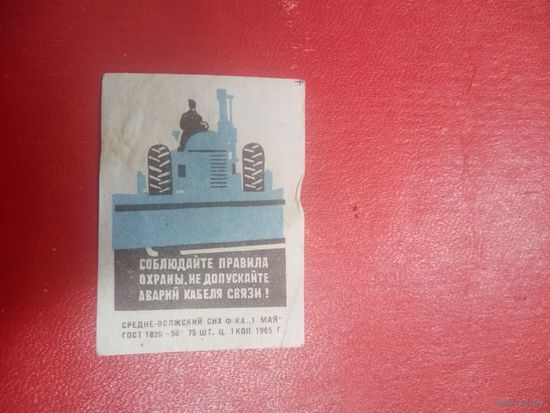 СОБЛЮДАЙТЕ ПРАВИЛА
ОХРАНЫ, НЕ ДОПУСКАЙТЕ
АВАРИЙ КАБЕЛЯ СВЯЗИ!
СРЕДНЕ-ВОЛЖСКИЙ СНХ Ф-КА „1 МАЯ“
ГОСТ 1820-56 75 ШТ. Ц. 1 КОП. 1965 Г.